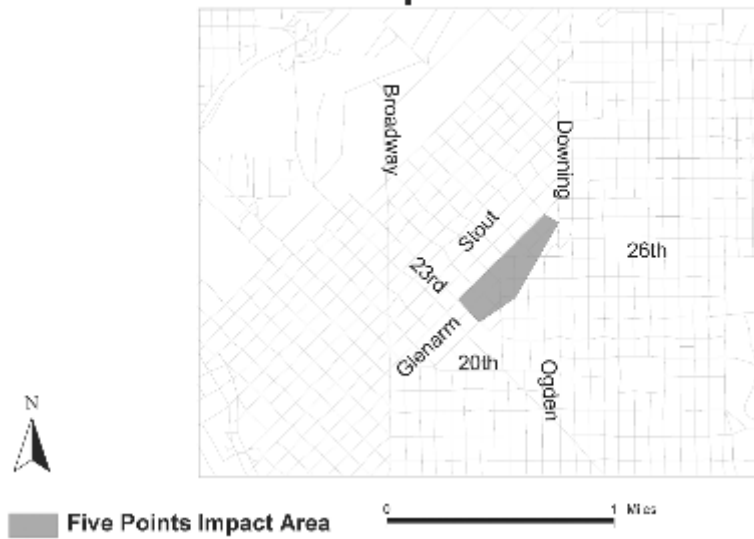 Broadway
Downing
Stout
26th
23rd
Glenarm
20th
Ogden
N
0 1 Miles
Five Points Impact Area